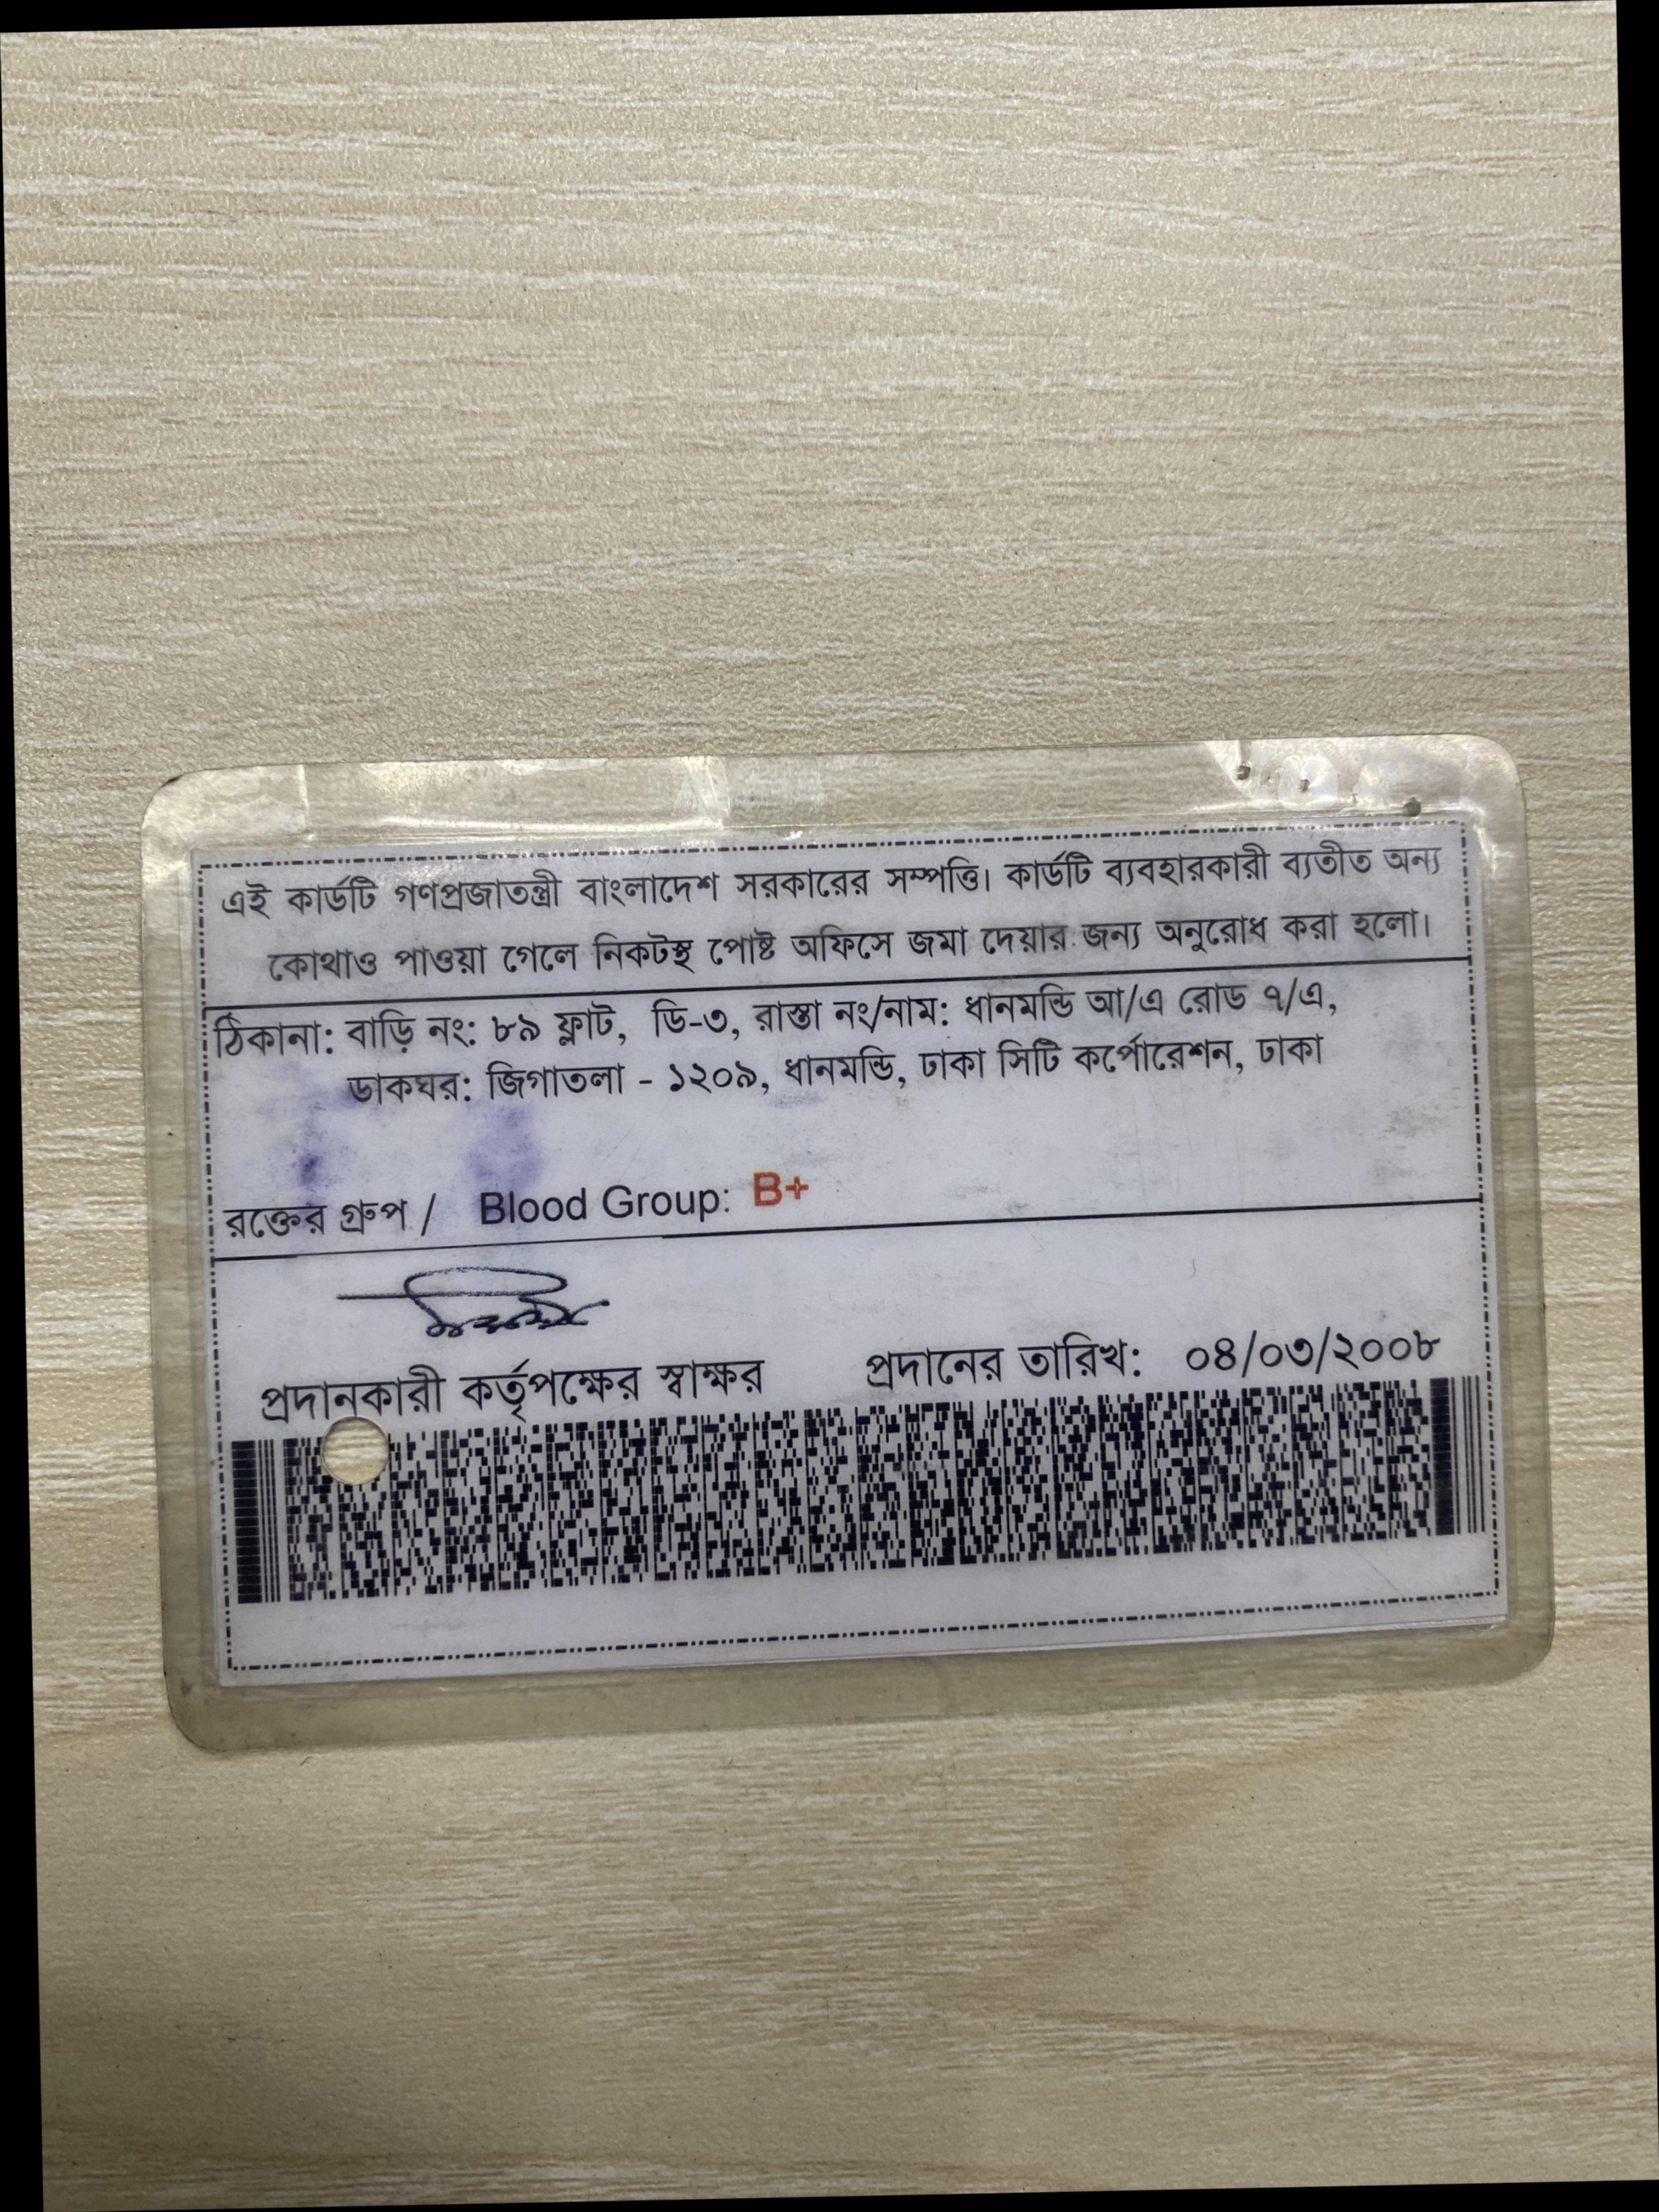 এই কার্ডটি গণপ্রজাতন্ত্রী বাংলাদেশ সরকারের সম্পত্তি। কার্ডটি ব্যবহারকারী ব্যতীত অন্য
কোথাও পাওয়া গেলে নিকটস্থ পোষ্ট অফিসে জমা দেয়ার জন্য অনুরোধ করা হলো।
ঠিকানা: বাড়ি নং: ৮৯ ফ্লাট, ডি-৩, রাস্তা নং/নাম: ধানমন্ডি আ/এ রোড ৭/এ,
ডাকঘর: জিগাতলা - ১২০৯, ধানমন্ডি, ঢাকা সিটি কর্পোরেশন, ঢাকা
রক্তের গ্রুপ / Blood Group: B+
প্রদানকারী কর্তৃপক্ষের স্বাক্ষর প্রদানের তারিখ: ০৪/০৩/২০০৮